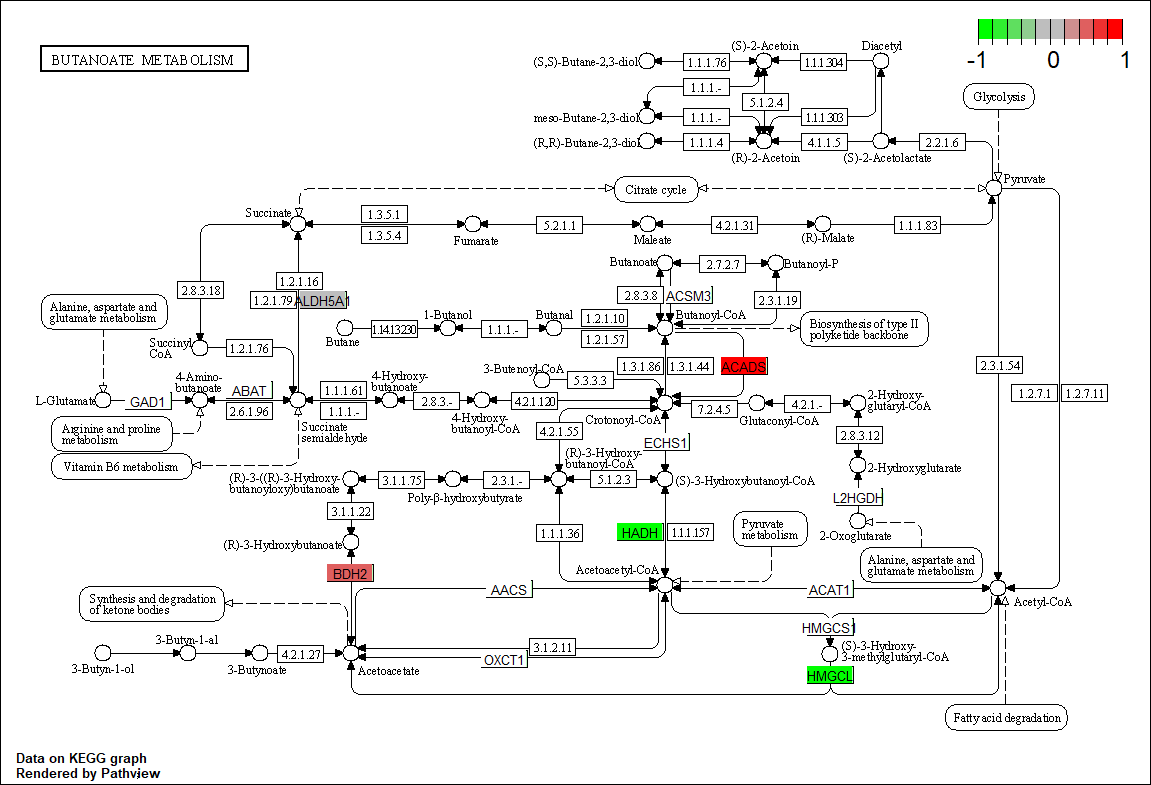 BUTANOATE METABOLISM
-1 0 1
(S)-2-Acetoin
Diacetyl
(S,S)-Butane-2,3-diol
1.1.1.76
1.1.1.304
1.1.1.-
5.1.2.4
meso-Butane-2,3-diol
1.1.1.-
1.1.1.303
(R,R)-Butane-2,3-diol
1.1.1.4
4.1.1.5
2.2.1.6
(R)-2-Acetoin
(S)-2-Acetolactate
Glycolysis
Pyruvate
Citrate cycle
Succinate
1.3.5.1
1.3.5.4
Fumarate
5.2.1.1
Maleate
4.2.1.31
(R)-Malate
1.1.1.83
Butanoate
2.7.2.7
Butanoyl-P
1.2.1.16
1.2.1.79
ALDH5A1
2.8.3.18
2.8.3.8
ACSM3
2.3.1.19
Alanine, aspartate and
glutamate metabolism
1-Butanol
Butanal
Butanoyl-CoA
Butane
1.14.13.230
1.1.1.-
1.2.1.10
1.2.1.57
Biosynthesis of type II
polyketide backbone
Succinyl
CoA
1.2.1.76
3-Butenoyl-CoA
1.3.1.86
1.3.1.44
ACADS
2.3.1.54
1.2.7.1
1.2.7.11
4-Amino-
butanoate
ABAT
4-Hydroxy-
butanoate
5.3.3.3
L-Glutamate
GAD1
2.6.1.96
1.1.1.61
1.1.1.-
2.8.3.-
4.2.1.120
7.2.4.5
4.2.1.-
2-Hydroxy-
glutaryl-CoA
Arginine and proline
metabolism
Succinate
semialdehyde
4-Hydroxy-
butanoyl-CoA
Crotonoyl-CoA
Glutaconyl-CoA
4.2.1.55
ECHS1
2.8.3.12
Vitamin B6 metabolism
(R)-3-Hydroxy-
butanoyl-CoA
2-Hydroxyglutarate
(R)-3-((R)-3-Hydroxy-
butanoyloxy)butanoate
3.1.1.75
2.3.1.-
5.1.2.3
(S)-3-Hydroxybutanoyl-CoA
Poly-β-hydroxybutyrate
L2HGDH
3.1.1.22
2-Oxoglutarate
(R)-3-Hydroxybutanoate
1.1.1.36
HADH
1.1.1.157
Pyruvate
metabolism
Alanine, aspartate and
glutamate metabolism
BDH2
Acetoacetyl-CoA
AACS
ACAT1
Acetyl-CoA
Synthesis and degradation
of ketone bodies
HMGCS1
3-Butyn-1-al
3-Butyn-1-ol
3-Butynoate
4.2.1.27
Acetoacetate
3.1.2.11
OXCT1
(S)-3-Hydroxy-
3-methylglutaryl-CoA
HMGCL
Fatty acid degradation
Data on KEGG graph
Rendered by Pathview